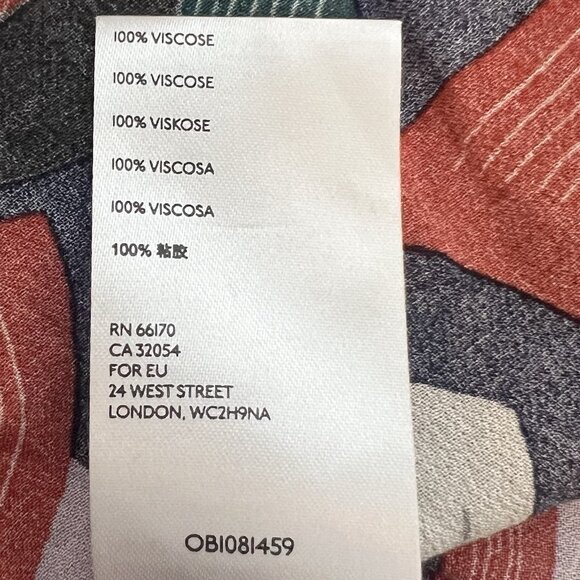 100% VISCOSE
100% VISCOSE
100% VISKOSE
100% VISCOSA
100% VISCOSA
100% 粘胶
RN 66170
CA 32054
FOR EU
24 WEST STREET
LONDON, WC2H9NA
OB1081459